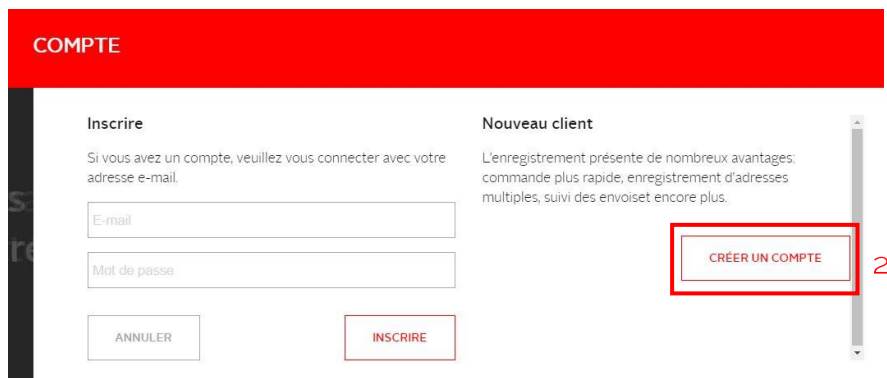 COMPTE
Inscrire
Si vous avez un compte, veuillez vous connecter avec votre
adresse e-mail.
E-mail
Mot de passe
ANNULER
INSCRIRE
Nouveau client
L'enregistrement présente de nombreux avantages:
commande plus rapide, enregistrement d'adresses
multiples, suivi des envoiset encore plus.
CRÉER UN COMPTE
2